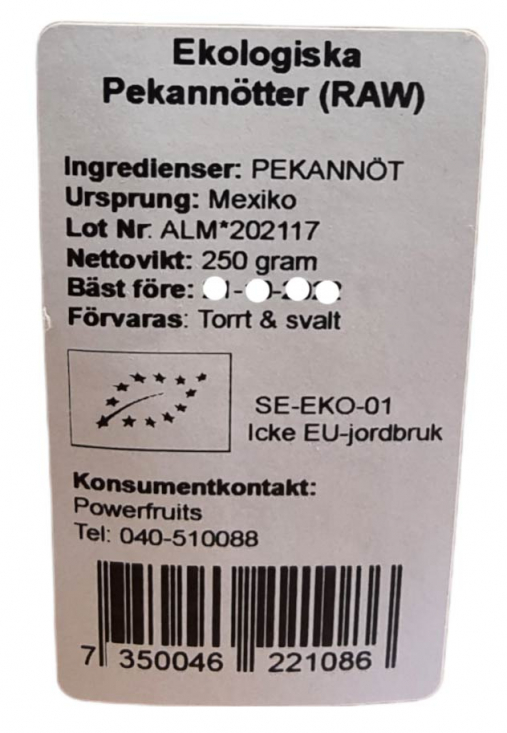 Ekologiska
Pekannötter (RAW)
Ingredienser: PEKANNÖT
Ursprung: Mexiko
Lot Nr. ALM*202117
Nettovikt: 250 gram
Bäst före:
Förvaras: Torrt & svalt
SE-EKO-01
Icke EU-jordbruk
Konsumentkontakt:
Powerfruits
Tel: 040-510088
7 350046 221086